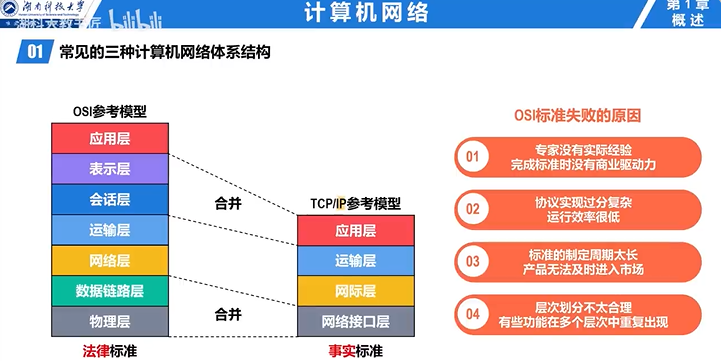 湖南科技大学
Hunan University of Science and Technology
湖科大教书匠
bilibili
计算机网络
第1章
概述
01 常见的三种计算机网络体系结构
OSI参考模型
应用层
表示层
会话层
运输层
网络层
数据链路层
物理层
法律标准
合并
合并
TCP/IP参考模型
应用层
运输层
网际层
网络接口层
事实标准
OSI标准失败的原因
01
专家没有实际经验
完成标准时没有商业驱动力
02
协议实现过分复杂
运行效率很低
03
标准的制定周期太长
产品无法及时进入市场
04
层次划分不太合理
有些功能在多个层次中重复出现